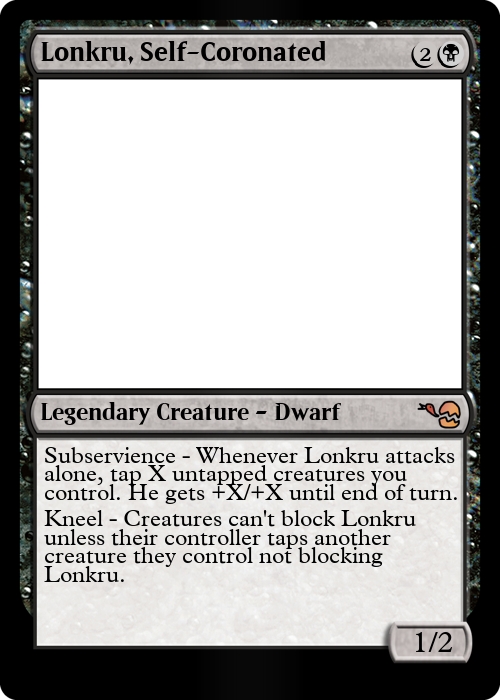 Lonkru, Self-Coronated 2
Legendary Creature - Dwarf
Subservience - Whenever Lonkru attacks
alone, tap X untapped creatures you
control. He gets +X/+X until end of turn.
Kneel - Creatures can't block Lonkru
unless their controller taps another
creature they control not blocking
Lonkru.
1/2